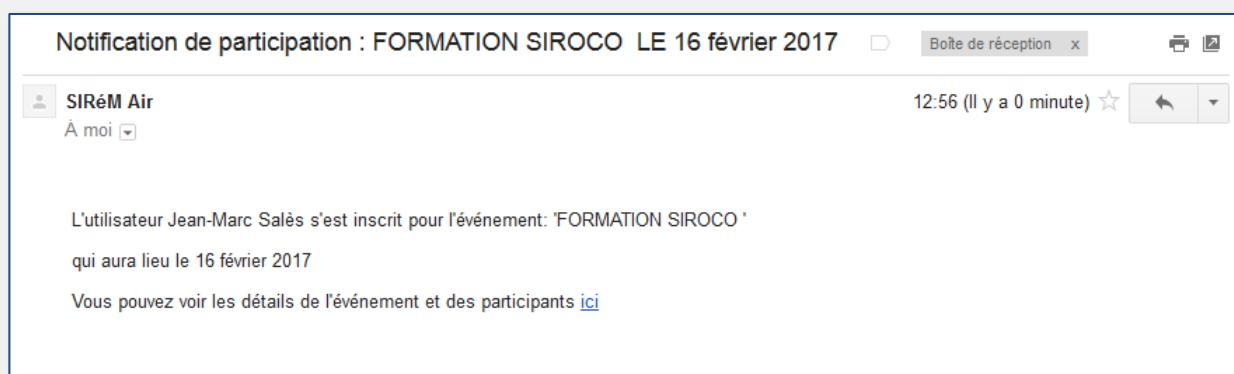 Notification de participation : FORMATION SIROCO LE 16 février 2017 Boîte de réception x
SIRéM Air 12:56 (Il y a 0 minute)
À moi
L'utilisateur Jean-Marc Salès s'est inscrit pour l'événement: 'FORMATION SIROCO '
qui aura lieu le 16 février 2017
Vous pouvez voir les détails de l'événement et des participants ici